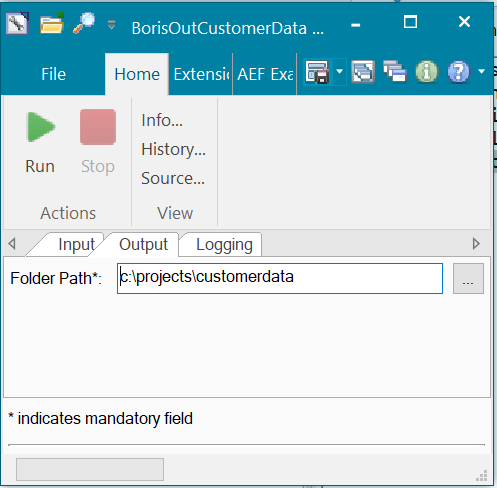 BorisOutCustomerData ...
File Home Extensi AEF Exa
Run Stop
Info...
History...
Source...
Actions View
Input Output Logging
Folder Path*: c:\projects\customerdata ...
* indicates mandatory field